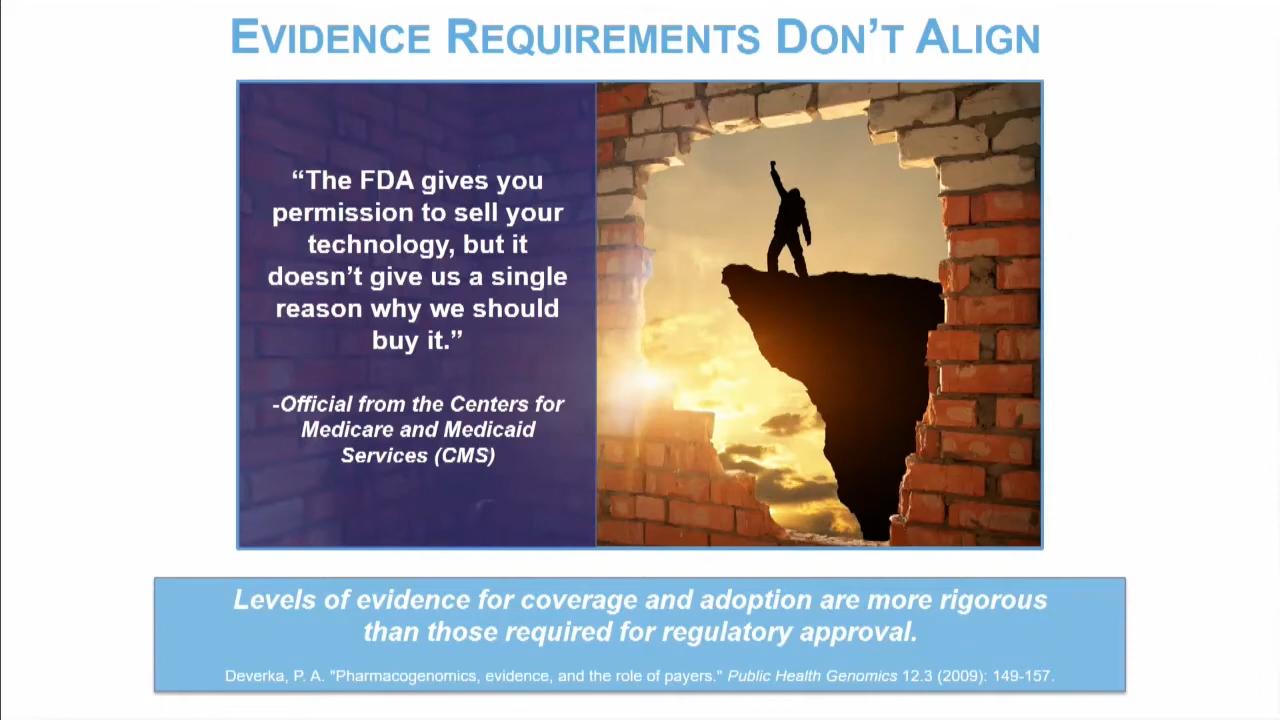 EVIDENCE REQUIREMENTS DON’T ALIGN
“The FDA gives you
permission to sell your
technology, but it
doesn’t give us a single
reason why we should
buy it.”
-Official from the Centers for
Medicare and Medicaid
Services (CMS)
Levels of evidence for coverage and adoption are more rigorous
than those required for regulatory approval.
Deverka, P. A. "Pharmacogenomics, evidence, and the role of payers." Public Health Genomics 12.3 (2009): 149-157.